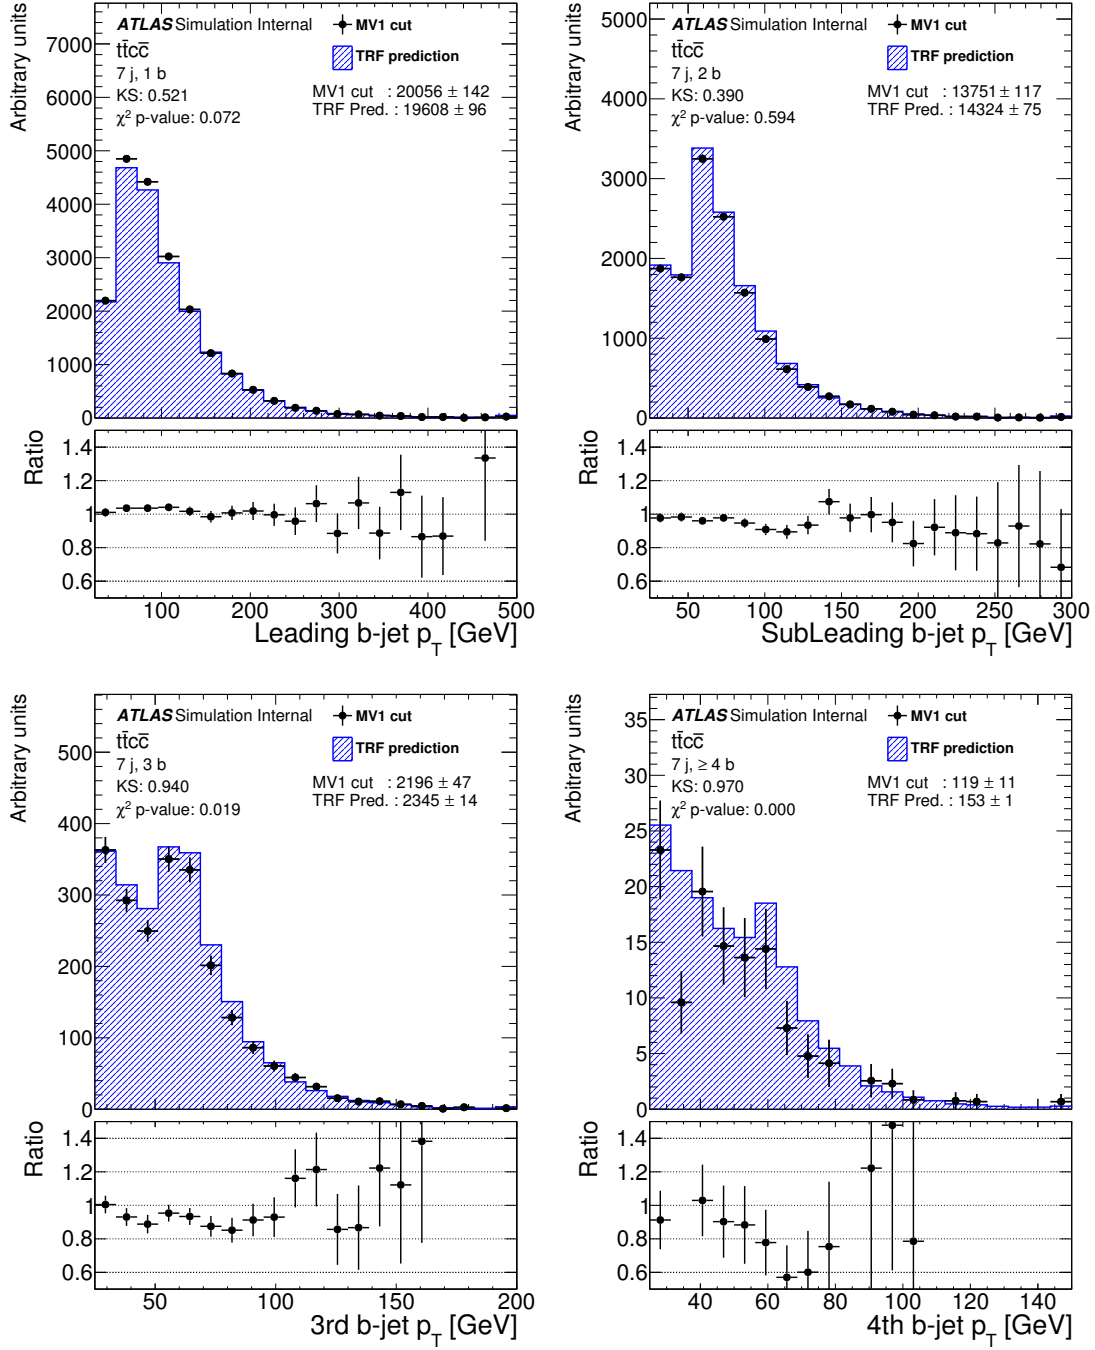 Arbitrary units
7000
6000
5000
4000
3000
2000
1000
0
ATLAS Simulation Internal
tt̄cc̄
7 j, 1 b
KS: 0.521
χ² p-value: 0.072
MV1 cut
TRF prediction
MV1 cut : 20056 ± 142
TRF Pred. : 19608 ± 96
Ratio
1.4
1.2
1
0.8
0.6
100 200 300 400 500
Leading b-jet p_T [GeV]
Arbitrary units
5000
4000
3000
2000
1000
0
ATLAS Simulation Internal
tt̄cc̄
7 j, 2 b
KS: 0.390
χ² p-value: 0.594
MV1 cut
TRF prediction
MV1 cut : 13751 ± 117
TRF Pred. : 14324 ± 75
Ratio
1.4
1.2
1
0.8
0.6
50 100 150 200 250 300
SubLeading b-jet p_T [GeV]
Arbitrary units
500
400
300
200
100
0
ATLAS Simulation Internal
tt̄cc̄
7 j, 3 b
KS: 0.940
χ² p-value: 0.019
MV1 cut
TRF prediction
MV1 cut : 2196 ± 47
TRF Pred. : 2345 ± 14
Ratio
1.4
1.2
1
0.8
0.6
50 100 150 200
3rd b-jet p_T [GeV]
Arbitrary units
35
30
25
20
15
10
5
0
ATLAS Simulation Internal
tt̄cc̄
7 j, ≥ 4 b
KS: 0.970
χ² p-value: 0.000
MV1 cut
TRF prediction
MV1 cut : 119 ± 11
TRF Pred. : 153 ± 1
Ratio
1.4
1.2
1
0.8
0.6
40 60 80 100 120 140
4th b-jet p_T [GeV]